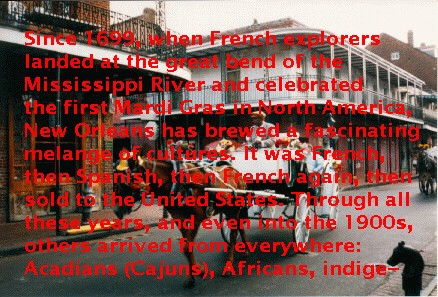 Since 1699, when French explorers
landed at the great bend of the
Mississippi River and celebrated
the first Mardi Gras in North America,
New Orleans has brewed a fascinating
melange of cultures. It was French,
then Spanish, then French again, then
sold to the United States. Through all
these years, and even into the 1900s,
others arrived from everywhere:
Acadians (Cajuns), Africans, indige-